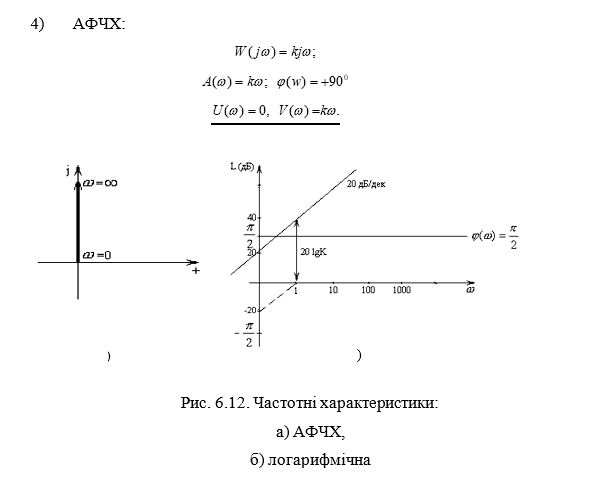 4) АФЧХ:
W(jω) = kjω;
A(ω) = kω; φ(w) = +90⁰
U(ω) = 0, V(ω) =kω.
j
ω=∞
ω=0
+
L(дБ)
20 дБ/дек
40
π/2
20
20 lgK
φ(ω) = π/2
1 10 100 1000 ω
-20
-π/2
)
)
Рис. 6.12. Частотні характеристики:
а) АФЧХ,
б) логарифмічна